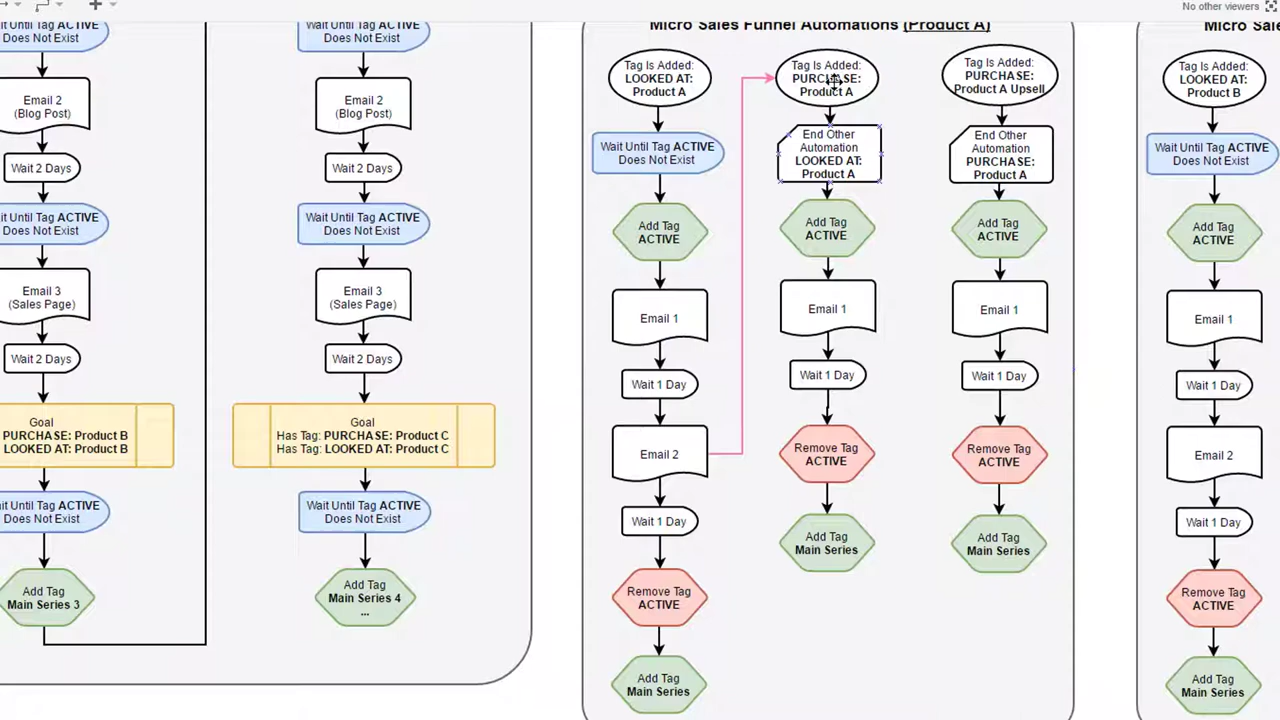 No other viewers
Micro Sales Funnel Automations (Product A)
Wait Until Tag ACTIVE
Does Not Exist
Email 2
(Blog Post)
Wait 2 Days
Does Not Exist
Email 3
(Sales Page)
Wait 2 Days
Goal
PURCHASE: Product B
LOOKED AT: Product B
Does Not Exist
Add Tag
Main Series 3
Wait Until Tag ACTIVE
Does Not Exist
Email 2
(Blog Post)
Wait 2 Days
Wait Until Tag ACTIVE
Does Not Exist
Email 3
(Sales Page)
Wait 2 Days
Goal
Has Tag: PURCHASE: Product C
Has Tag: LOOKED AT: Product C
Wait Until Tag ACTIVE
Does Not Exist
Add Tag
Main Series 4
...
Tag Is Added:
LOOKED AT:
Product A
Wait Until Tag ACTIVE
Does Not Exist
Add Tag
ACTIVE
Email 1
Wait 1 Day
Email 2
Wait 1 Day
Remove Tag
ACTIVE
Add Tag
Main Series
Tag Is Added:
PURCHASE:
Product A
End Other
Automation
LOOKED AT:
Product A
Add Tag
ACTIVE
Email 1
Wait 1 Day
Remove Tag
ACTIVE
Add Tag
Main Series
Tag Is Added:
PURCHASE:
Product A Upsell
End Other
Automation
PURCHASE:
Product A
Add Tag
ACTIVE
Email 1
Wait 1 Day
Remove Tag
ACTIVE
Add Tag
Main Series
Micro
Tag Is Added:
LOOKED AT:
Product B
Wait Until Tag ACTIVE
Does Not Exist
Add Tag
ACTIVE
Email 1
Wait 1 Day
Email 2
Wait 1 Day
Remove Tag
ACTIVE
Add Tag
Main Series